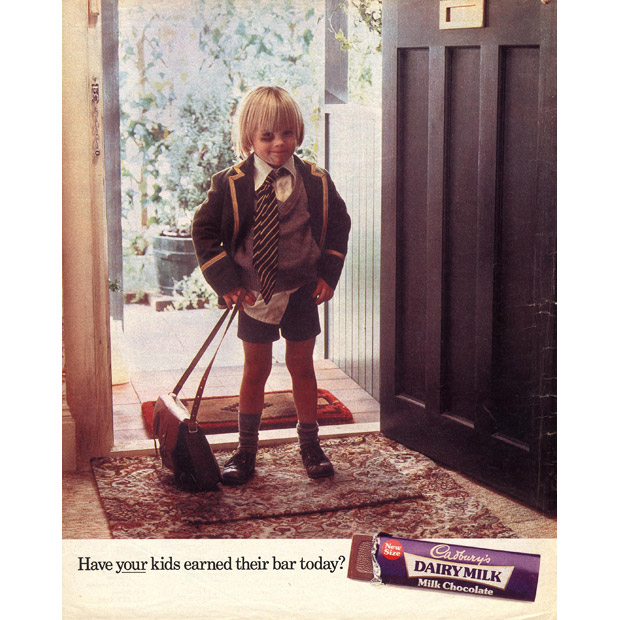 Have your kids earned their bar today?
New
Size
Cadbury's
DAIRY MILK
Milk Chocolate